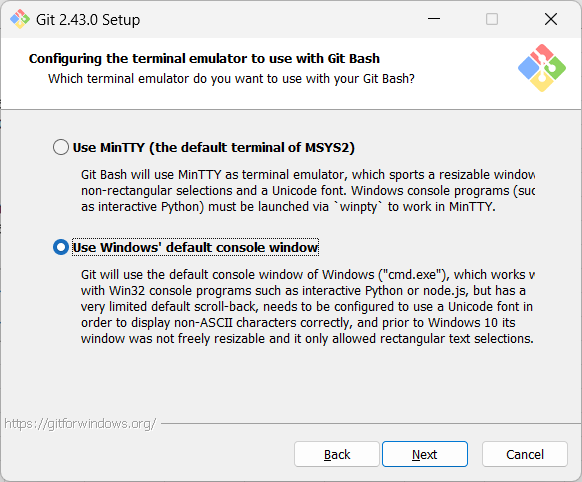 Git 2.43.0 Setup
Configuring the terminal emulator to use with Git Bash
Which terminal emulator do you want to use with your Git Bash?
Use MinTTY (the default terminal of MSYS2)
Git Bash will use MinTTY as terminal emulator, which sports a resizable window
non-rectangular selections and a Unicode font. Windows console programs (suc
as interactive Python) must be launched via `winpty` to work in MinTTY.
Use Windows' default console window
Git will use the default console window of Windows ("cmd.exe"), which works w
with Win32 console programs such as interactive Python or node.js, but has a
very limited default scroll-back, needs to be configured to use a Unicode font in
order to display non-ASCII characters correctly, and prior to Windows 10 its
window was not freely resizable and it only allowed rectangular text selections.
https://gitforwindows.org/
Back
Next
Cancel